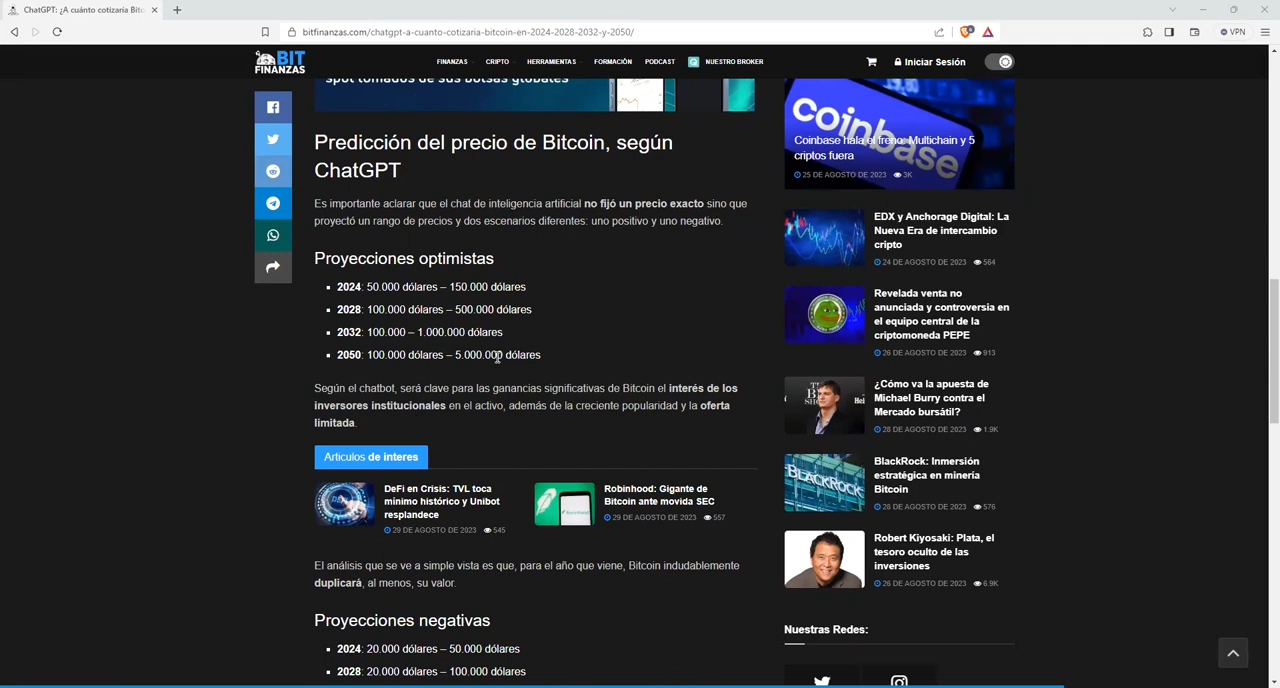 ChatGPT: ¿A cuánto cotizaría Bitc
bitfinanzas.com/chatgpt-a-cuanto-cotizaria-bitcoin-en-2024-2028-2032-y-2050/
VPN
BIT
FINANZAS
FINANZAS
CRIPTO
HERRAMIENTAS
FORMACIÓN
PODCAST
NUESTRO BROKER
Iniciar Sesión
spot tomados de sus bolsas globales
Predicción del precio de Bitcoin, según
ChatGPT
Es importante aclarar que el chat de inteligencia artificial no fijó un precio exacto sino que
proyectó un rango de precios y dos escenarios diferentes: uno positivo y uno negativo.
Proyecciones optimistas
2024: 50.000 dólares – 150.000 dólares
2028: 100.000 dólares – 500.000 dólares
2032: 100.000 – 1.000.000 dólares
2050: 100.000 dólares – 5.000.000 dólares
Según el chatbot, será clave para las ganancias significativas de Bitcoin el interés de los
inversores institucionales en el activo, además de la creciente popularidad y la oferta
limitada.
Articulos de interes
DeFi en Crisis: TVL toca
mínimo histórico y Unibot
resplandece
29 DE AGOSTO DE 2023 545
Robinhood: Gigante de
Bitcoin ante movida SEC
29 DE AGOSTO DE 2023 557
El análisis que se ve a simple vista es que, para el año que viene, Bitcoin indudablemente
duplicará, al menos, su valor.
Proyecciones negativas
2024: 20.000 dólares – 50.000 dólares
2028: 20.000 dólares – 100.000 dólares
coinbase
Coinbase hala el freno: Multichain y 5
criptos fuera
25 DE AGOSTO DE 2023 3K
EDX y Anchorage Digital: La
Nueva Era de intercambio
cripto
24 DE AGOSTO DE 2023 564
Revelada venta no
anunciada y controversia en
el equipo central de la
criptomoneda PEPE
26 DE AGOSTO DE 2023 913
¿Cómo va la apuesta de
Michael Burry contra el
Mercado bursátil?
28 DE AGOSTO DE 2023 1.9K
BLACKROCK
BlackRock: Inmersión
estratégica en minería
Bitcoin
28 DE AGOSTO DE 2023 576
Robert Kiyosaki: Plata, el
tesoro oculto de las
inversiones
26 DE AGOSTO DE 2023 6.9K
Nuestras Redes: